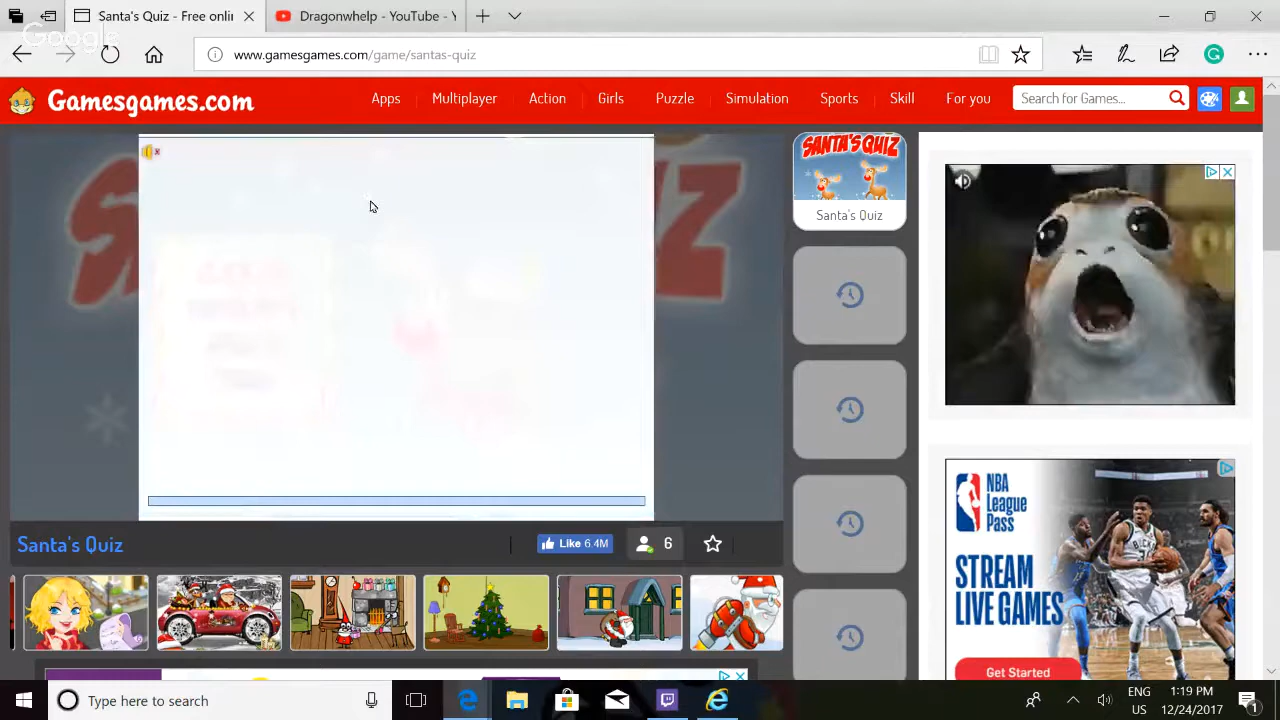 Santa's Quiz - Free onli
Dragonwhelp - YouTube - Y
Google
www.gamesgames.com/game/santas-quiz
Gamesgames.com
Apps
Multiplayer
Action
Girls
Puzzle
Simulation
Sports
Skill
For you
Search for Games...
SANTA'S QUIZ
Santa's Quiz
NBA
League
Pass
STREAM
LIVE GAMES
Get Started
Santa's Quiz
Like 6.4M
6
Type here to search
ENG
US
1:19 PM
12/24/2017
1